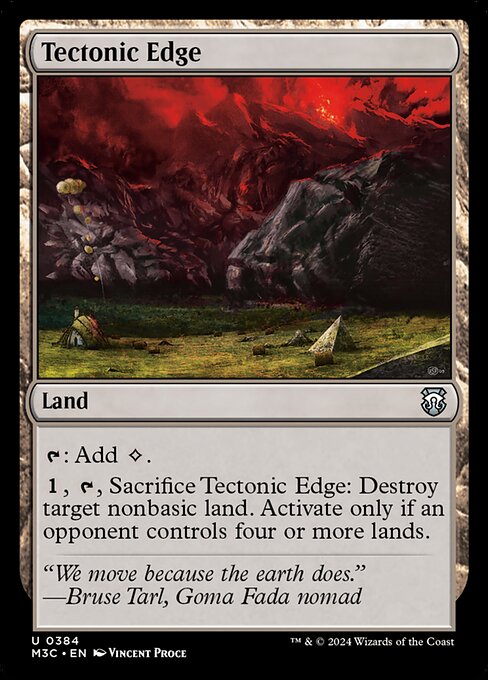 Tectonic Edge
Land
: Add .
1, , Sacrifice Tectonic Edge: Destroy
target nonbasic land. Activate only if an
opponent controls four or more lands.
“We move because the earth does.”
—Bruse Tarl, Goma Fada nomad
U 0384
M3C • EN Vincent Proce
™ & © 2024 Wizards of the Coast